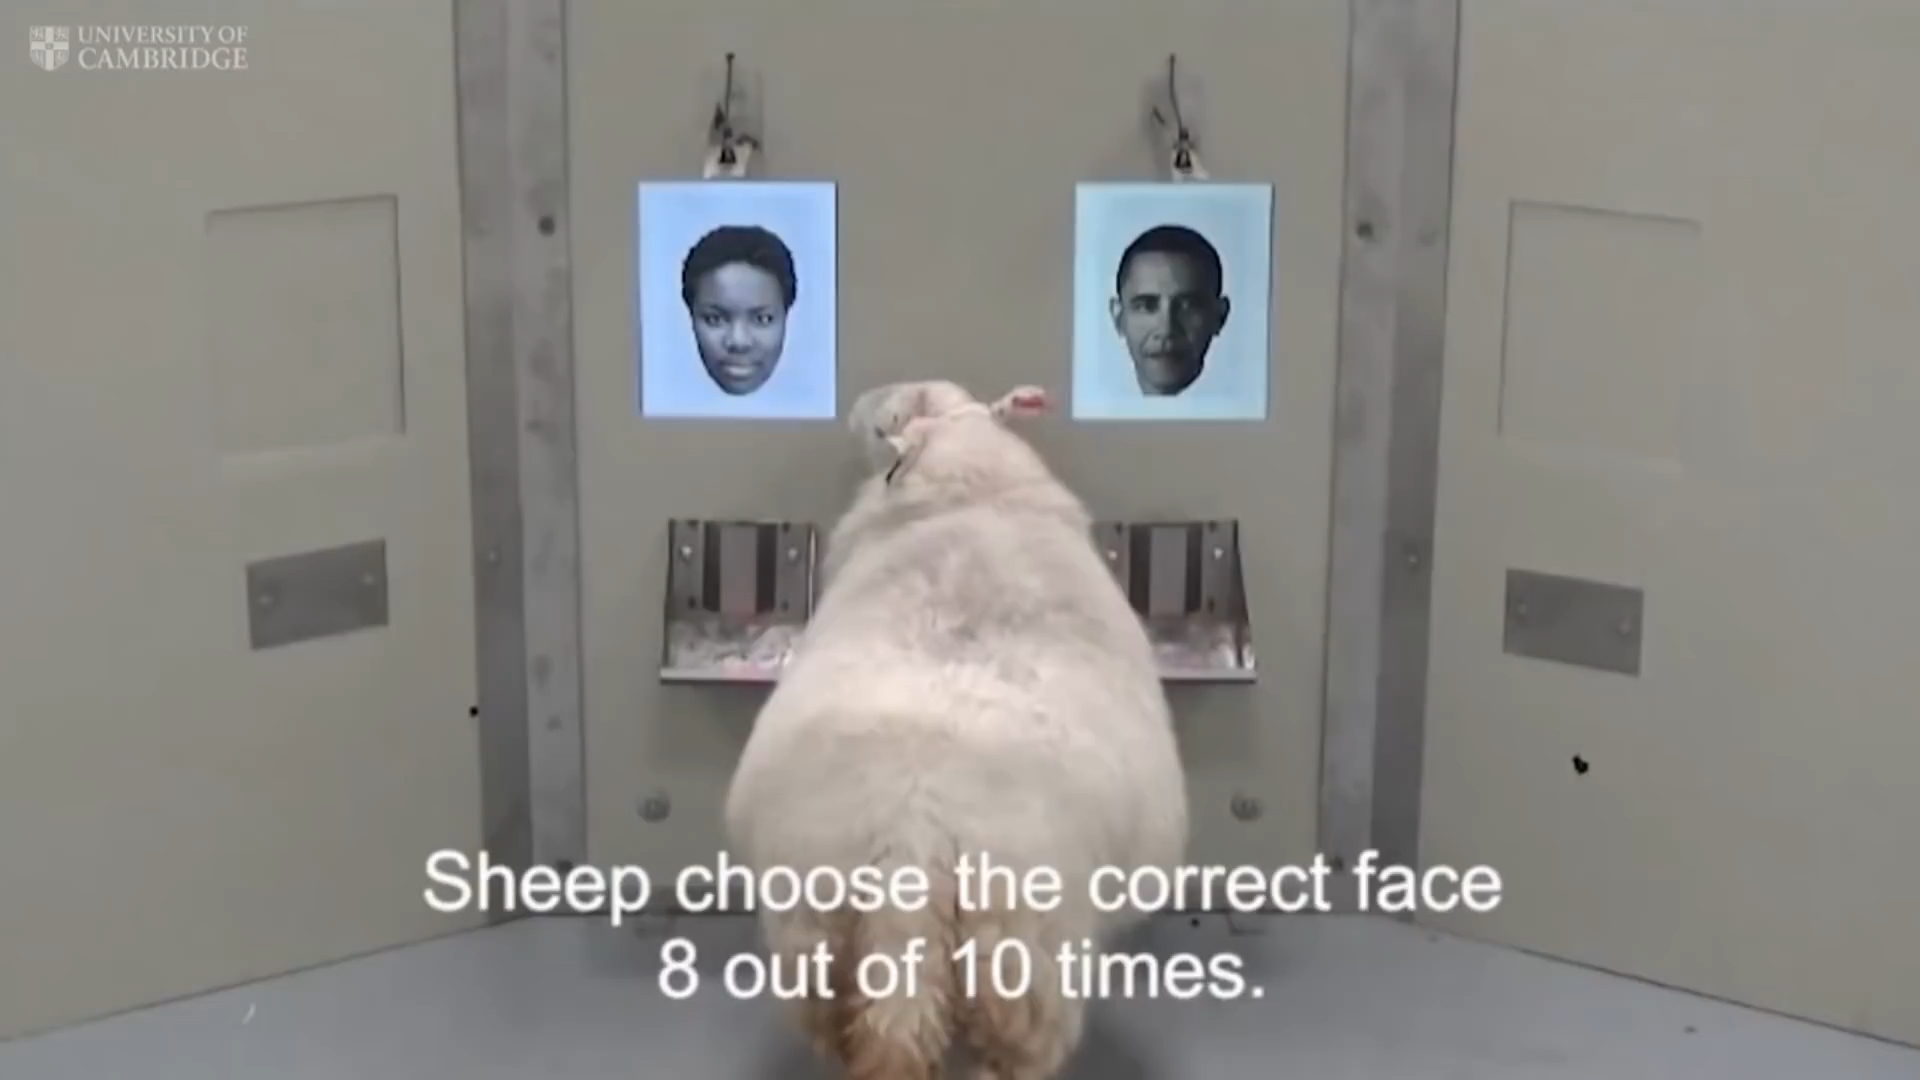 UNIVERSITY OF
CAMBRIDGE
Sheep choose the correct face
8 out of 10 times.